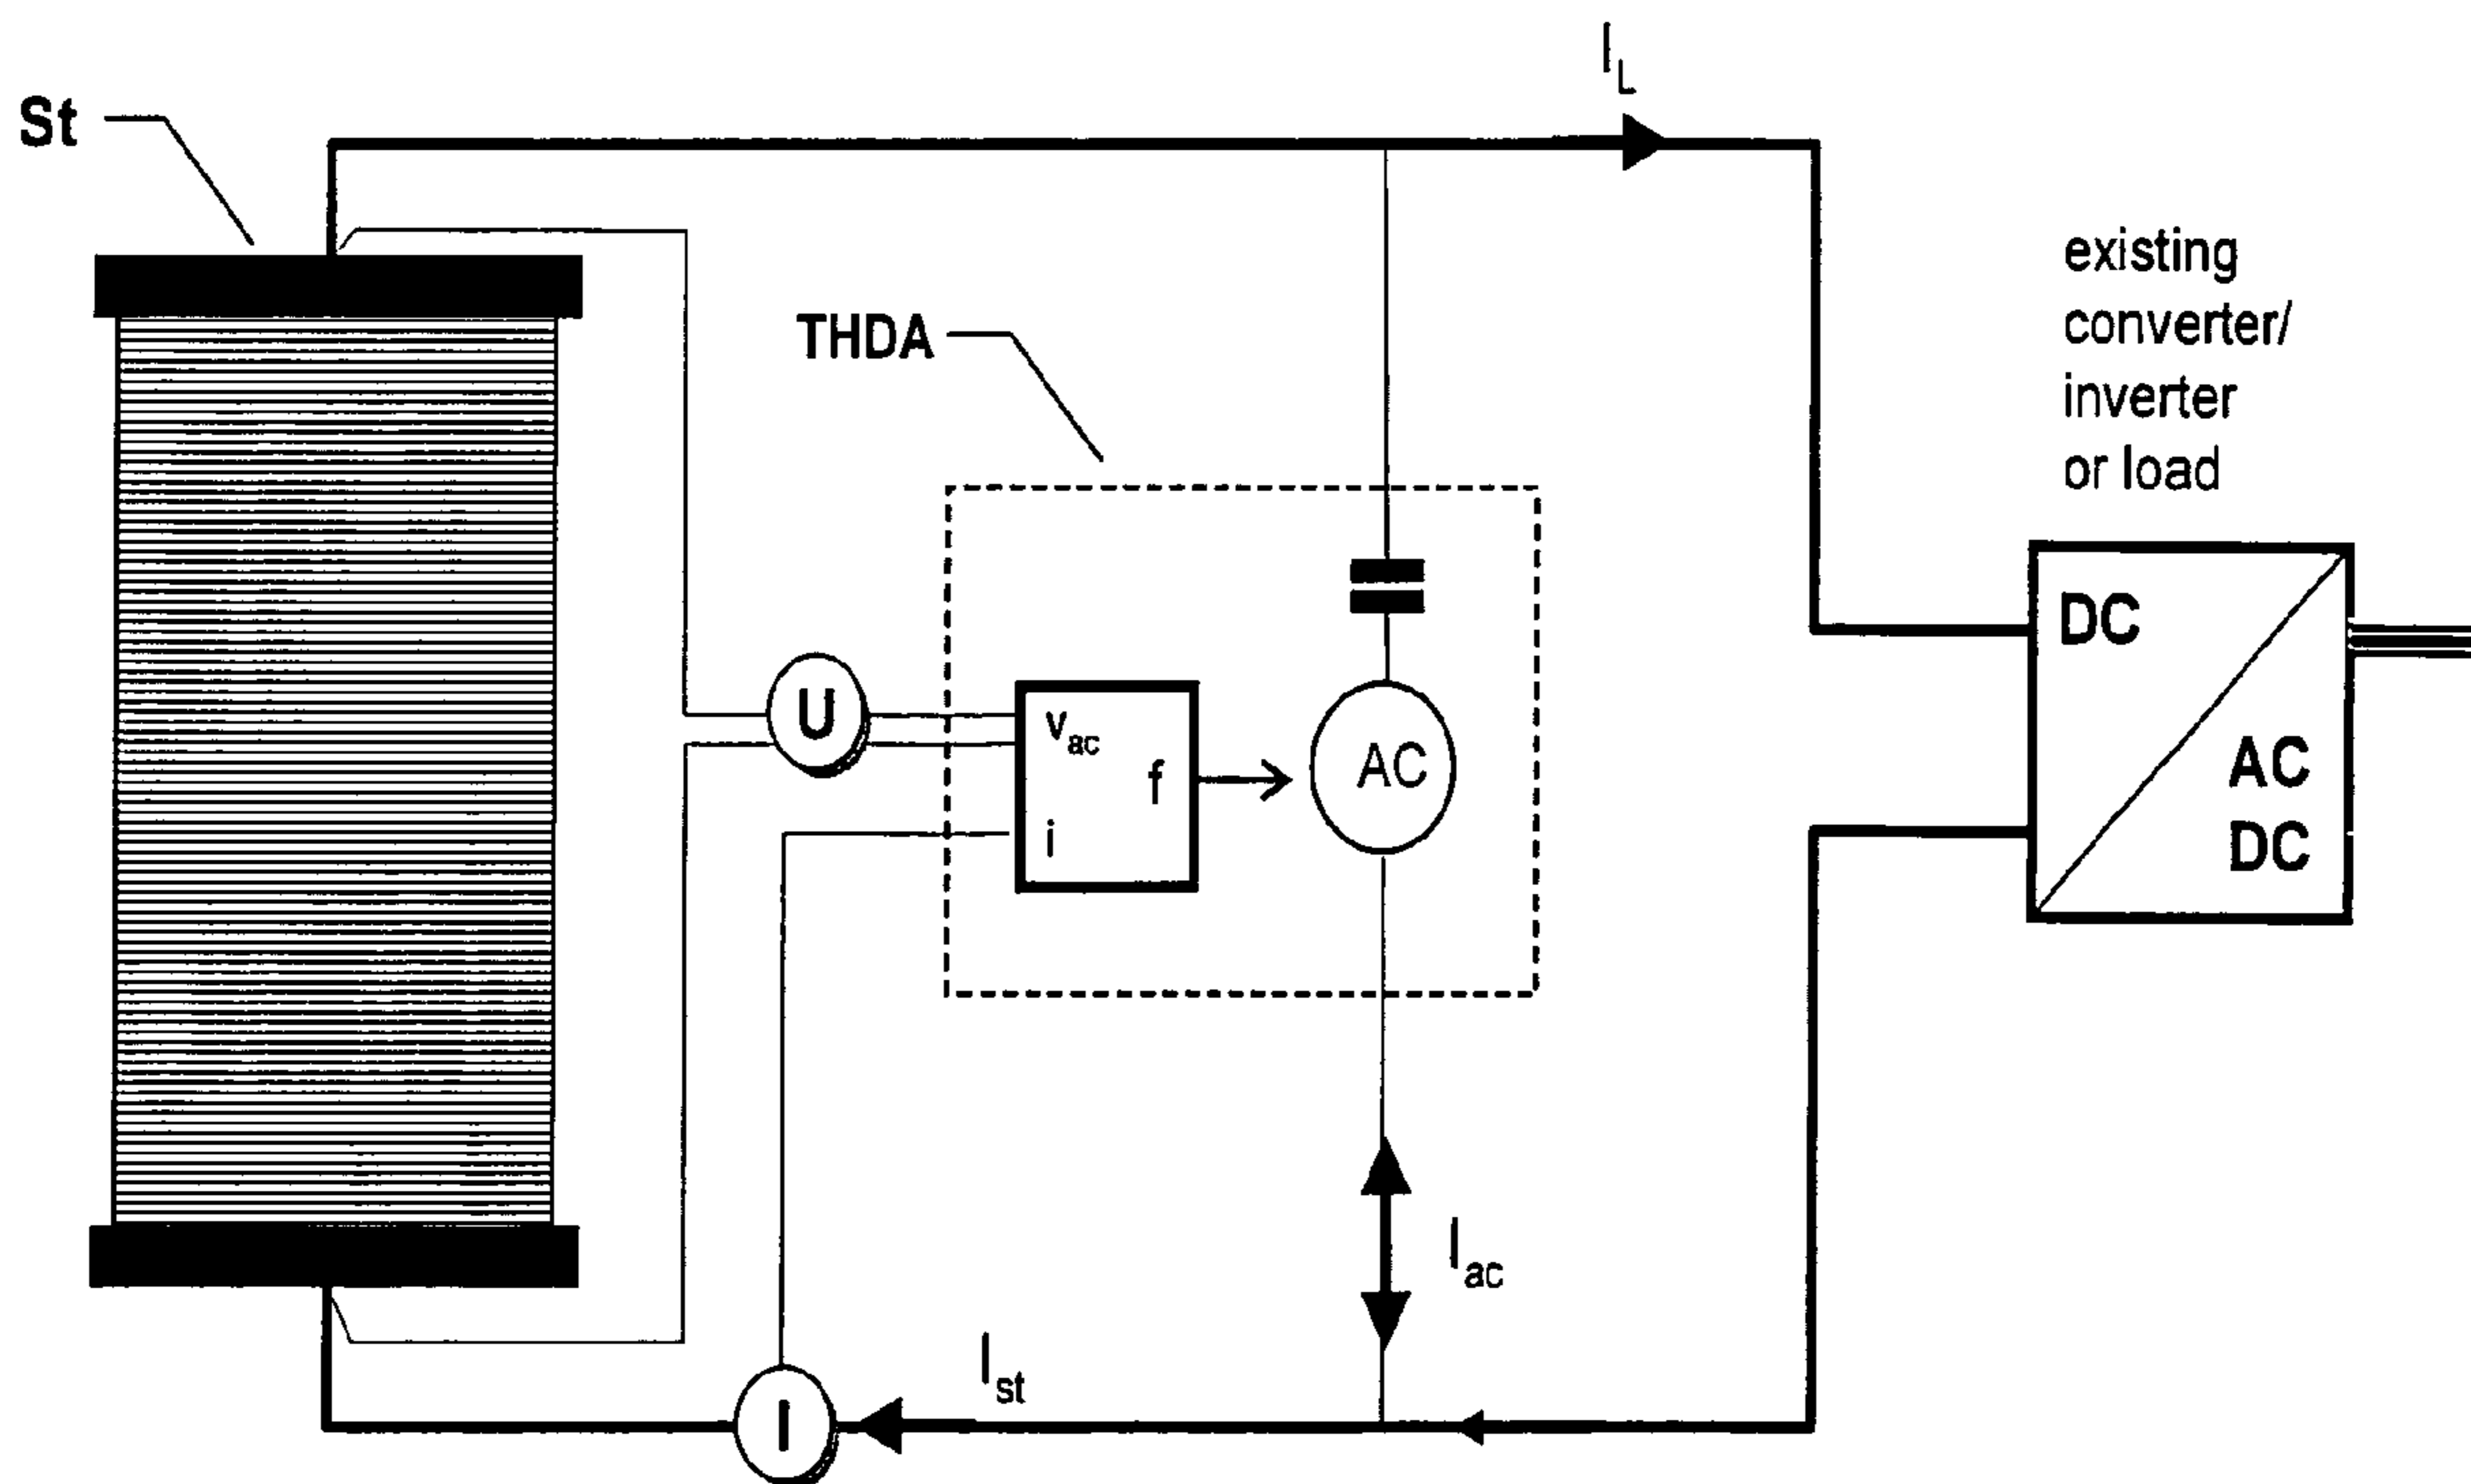 I_L
St
existing
converter/
inverter
or load
THDA
DC
AC
DC
U
v_ac
f
i
AC
I_ac
I_st
I